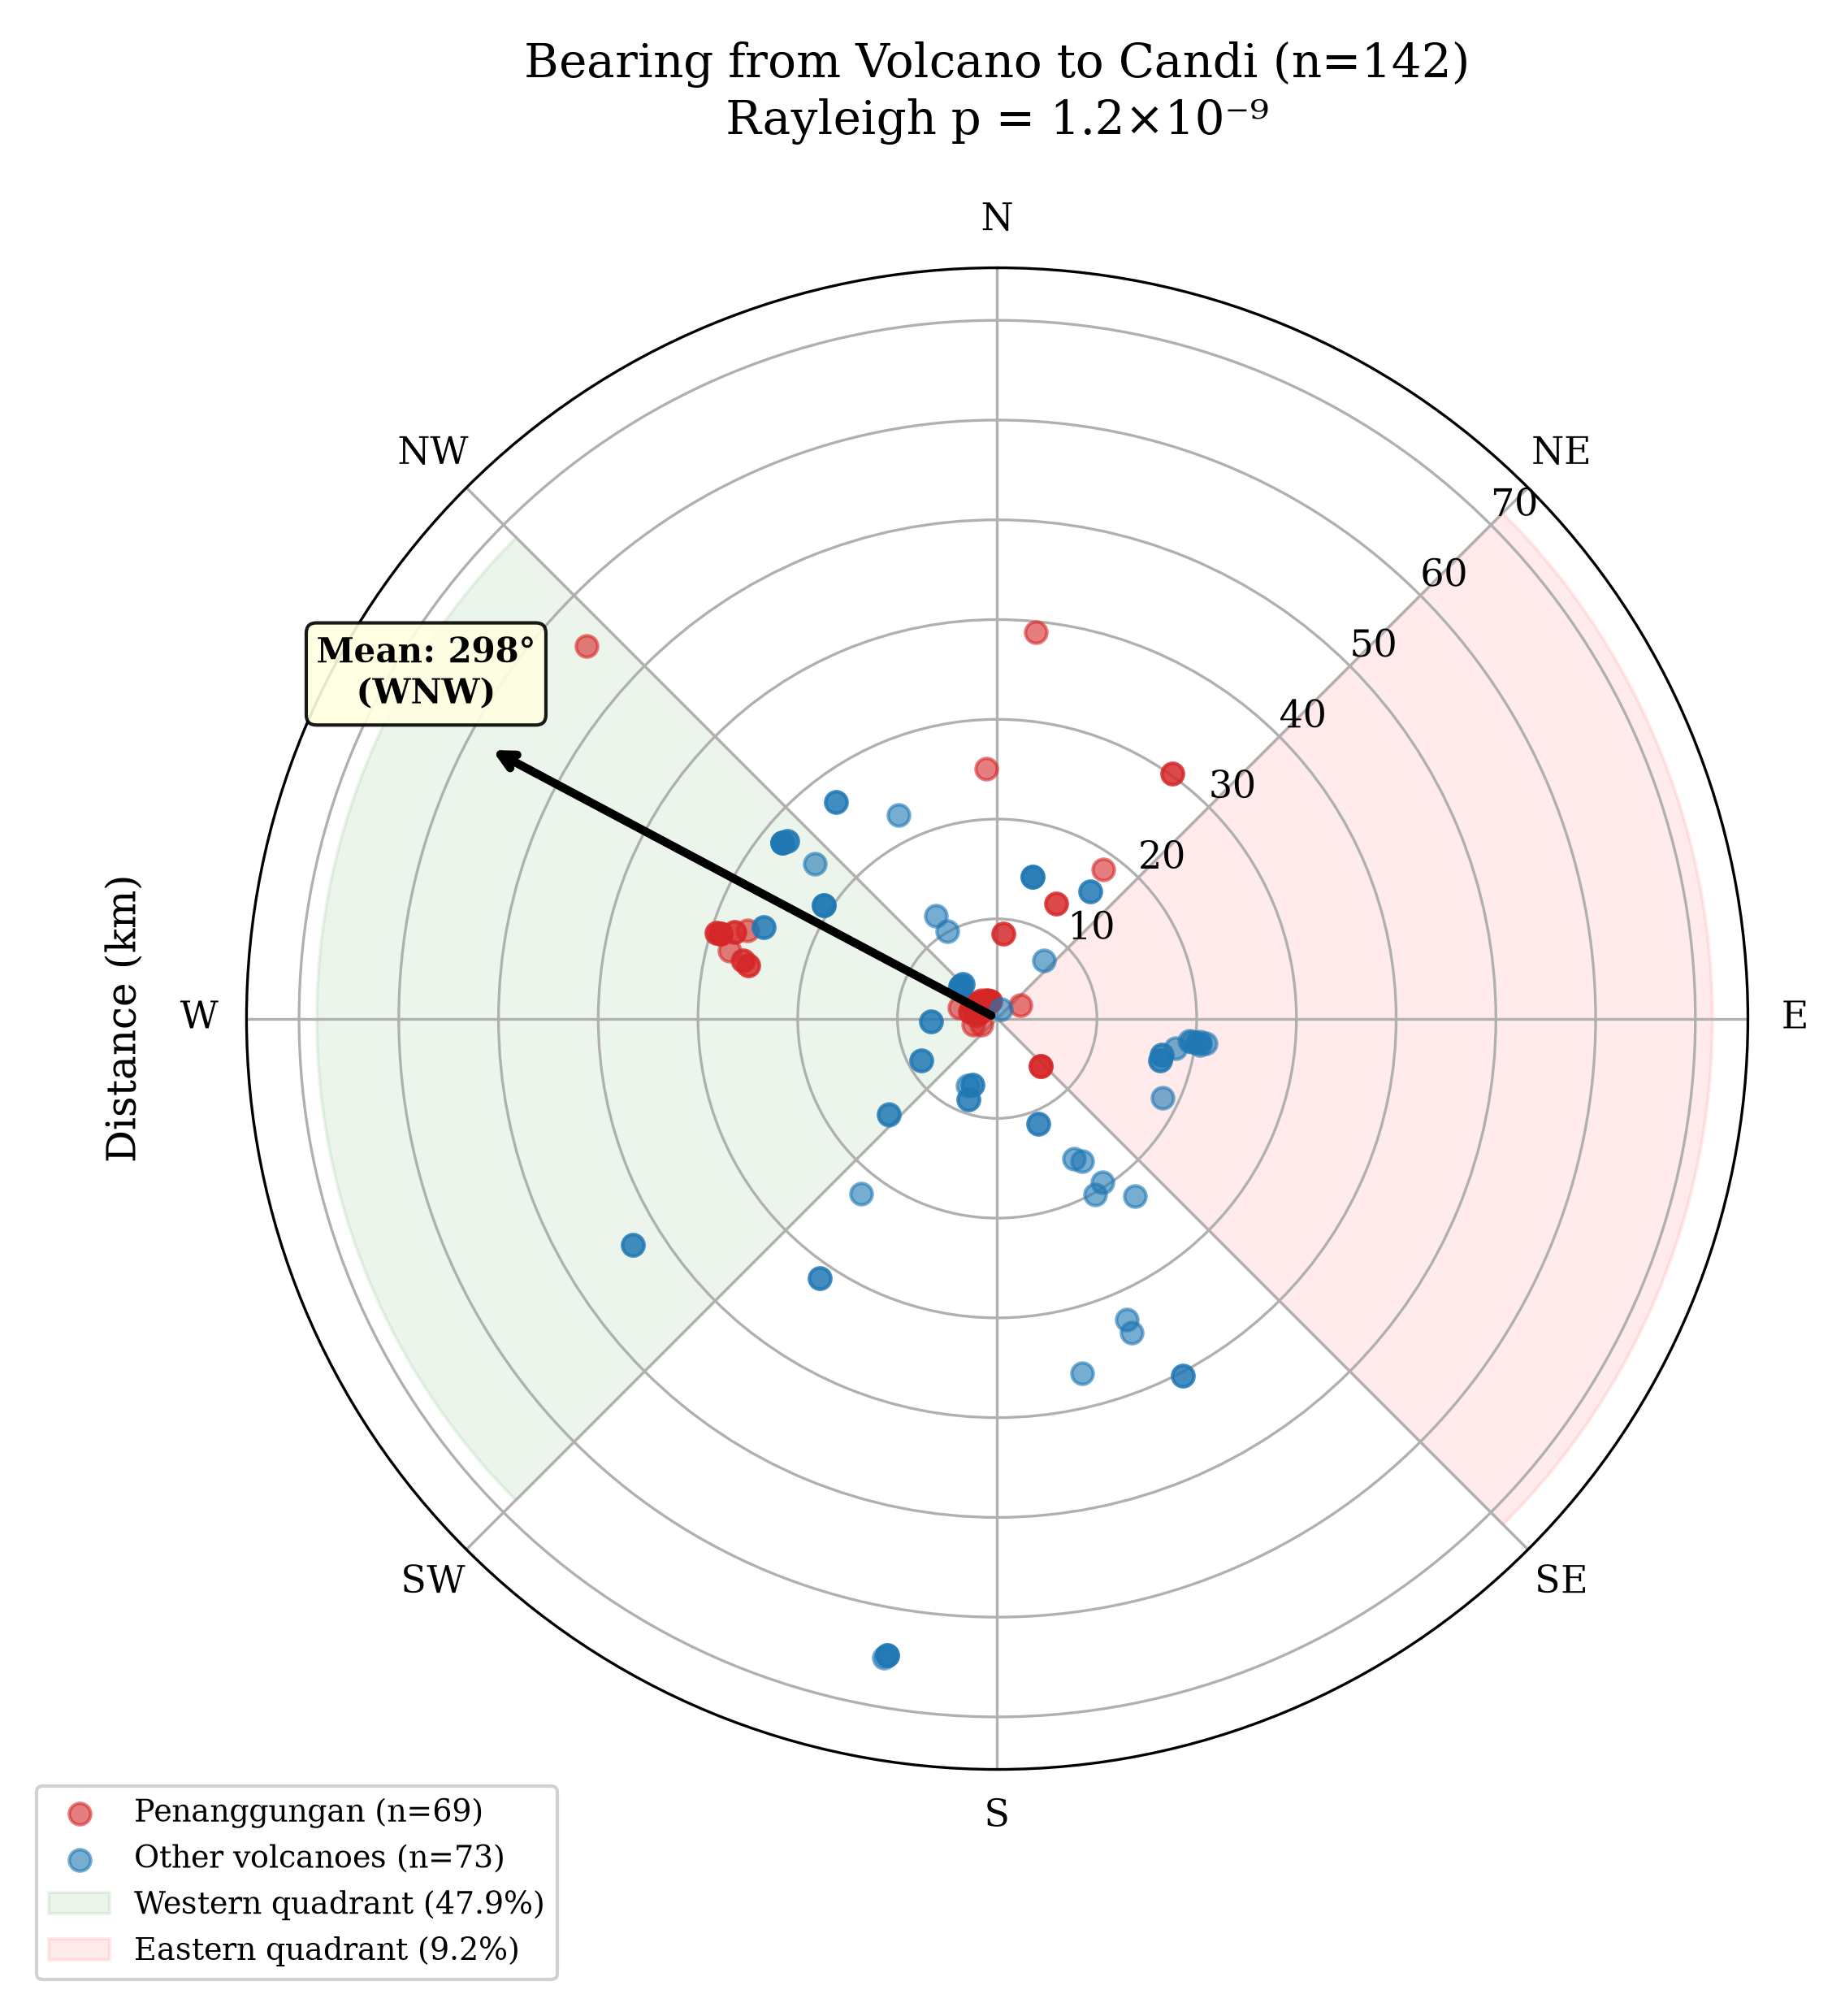 Bearing from Volcano to Candi (n=142)
Rayleigh p = 1.2×10⁻⁹
N
NW
NE
70
60
50
40
30
20
10
Mean: 298°
(WNW)
Distance (km)
W
E
SW
SE
S
Penanggungan (n=69)
Other volcanoes (n=73)
Western quadrant (47.9%)
Eastern quadrant (9.2%)